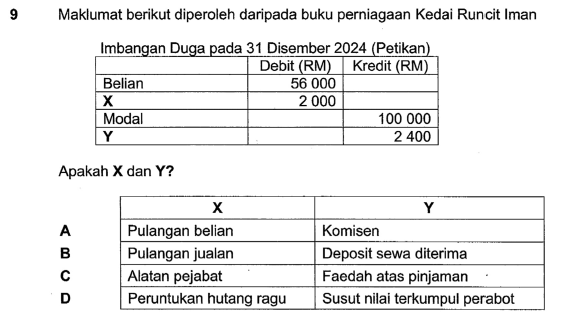 9 Maklumat berikut diperoleh daripada buku perniagaan Kedai Runcit Iman
Imbangan Duga pada 31 Disember 2024 (Petikan)
Debit (RM) Kredit (RM)
Belian 56 000
X 2 000
Modal 100 000
Y 2 400
Apakah X dan Y?
X Y
A Pulangan belian Komisen
B Pulangan jualan Deposit sewa diterima
C Alatan pejabat Faedah atas pinjaman
D Peruntukan hutang ragu Susut nilai terkumpul perabot